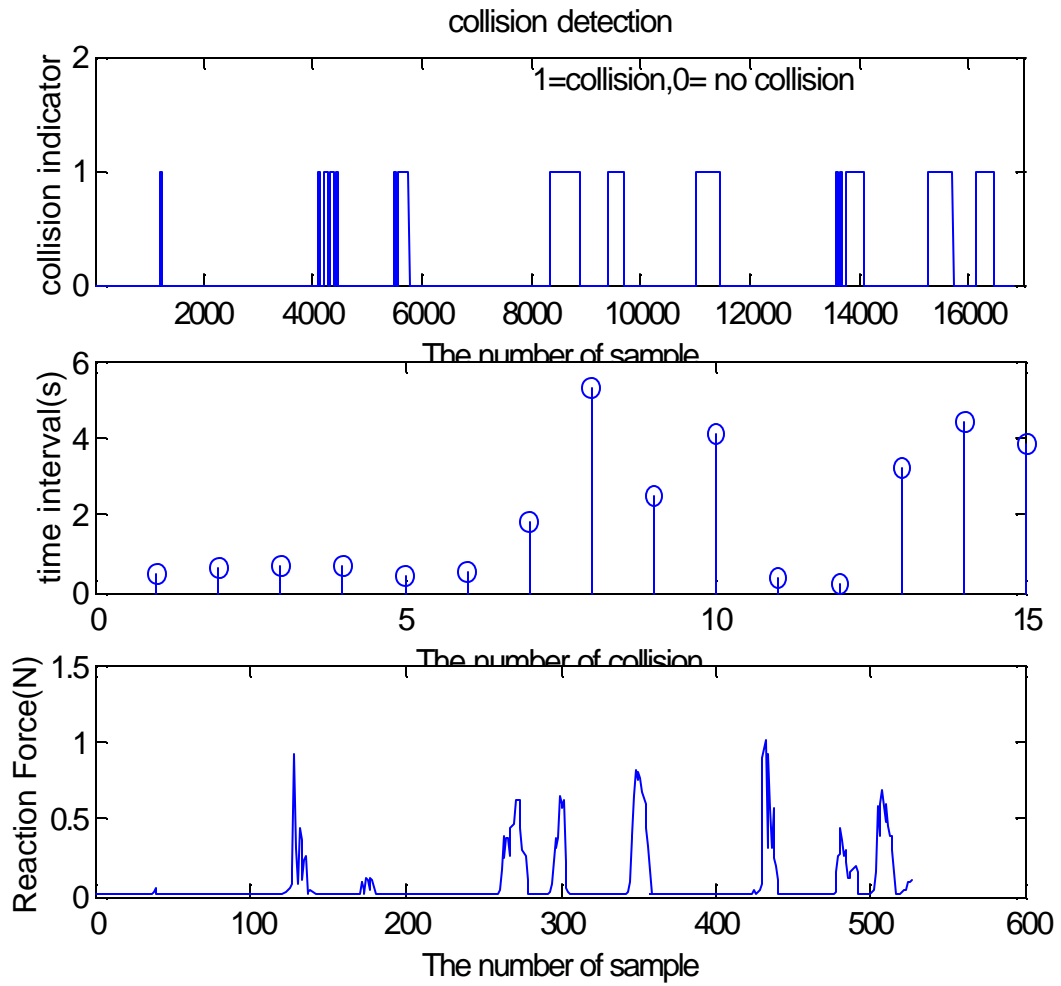 collision detection
1=collision,0= no collision
collision indicator
2
1
0
2000 4000 6000 8000 10000 12000 14000 16000
The number of sample
time interval(s)
6
4
2
0
0 5 10 15
The number of collision
Reaction Force(N)
1.5
1
0.5
0
0 100 200 300 400 500 600
The number of sample